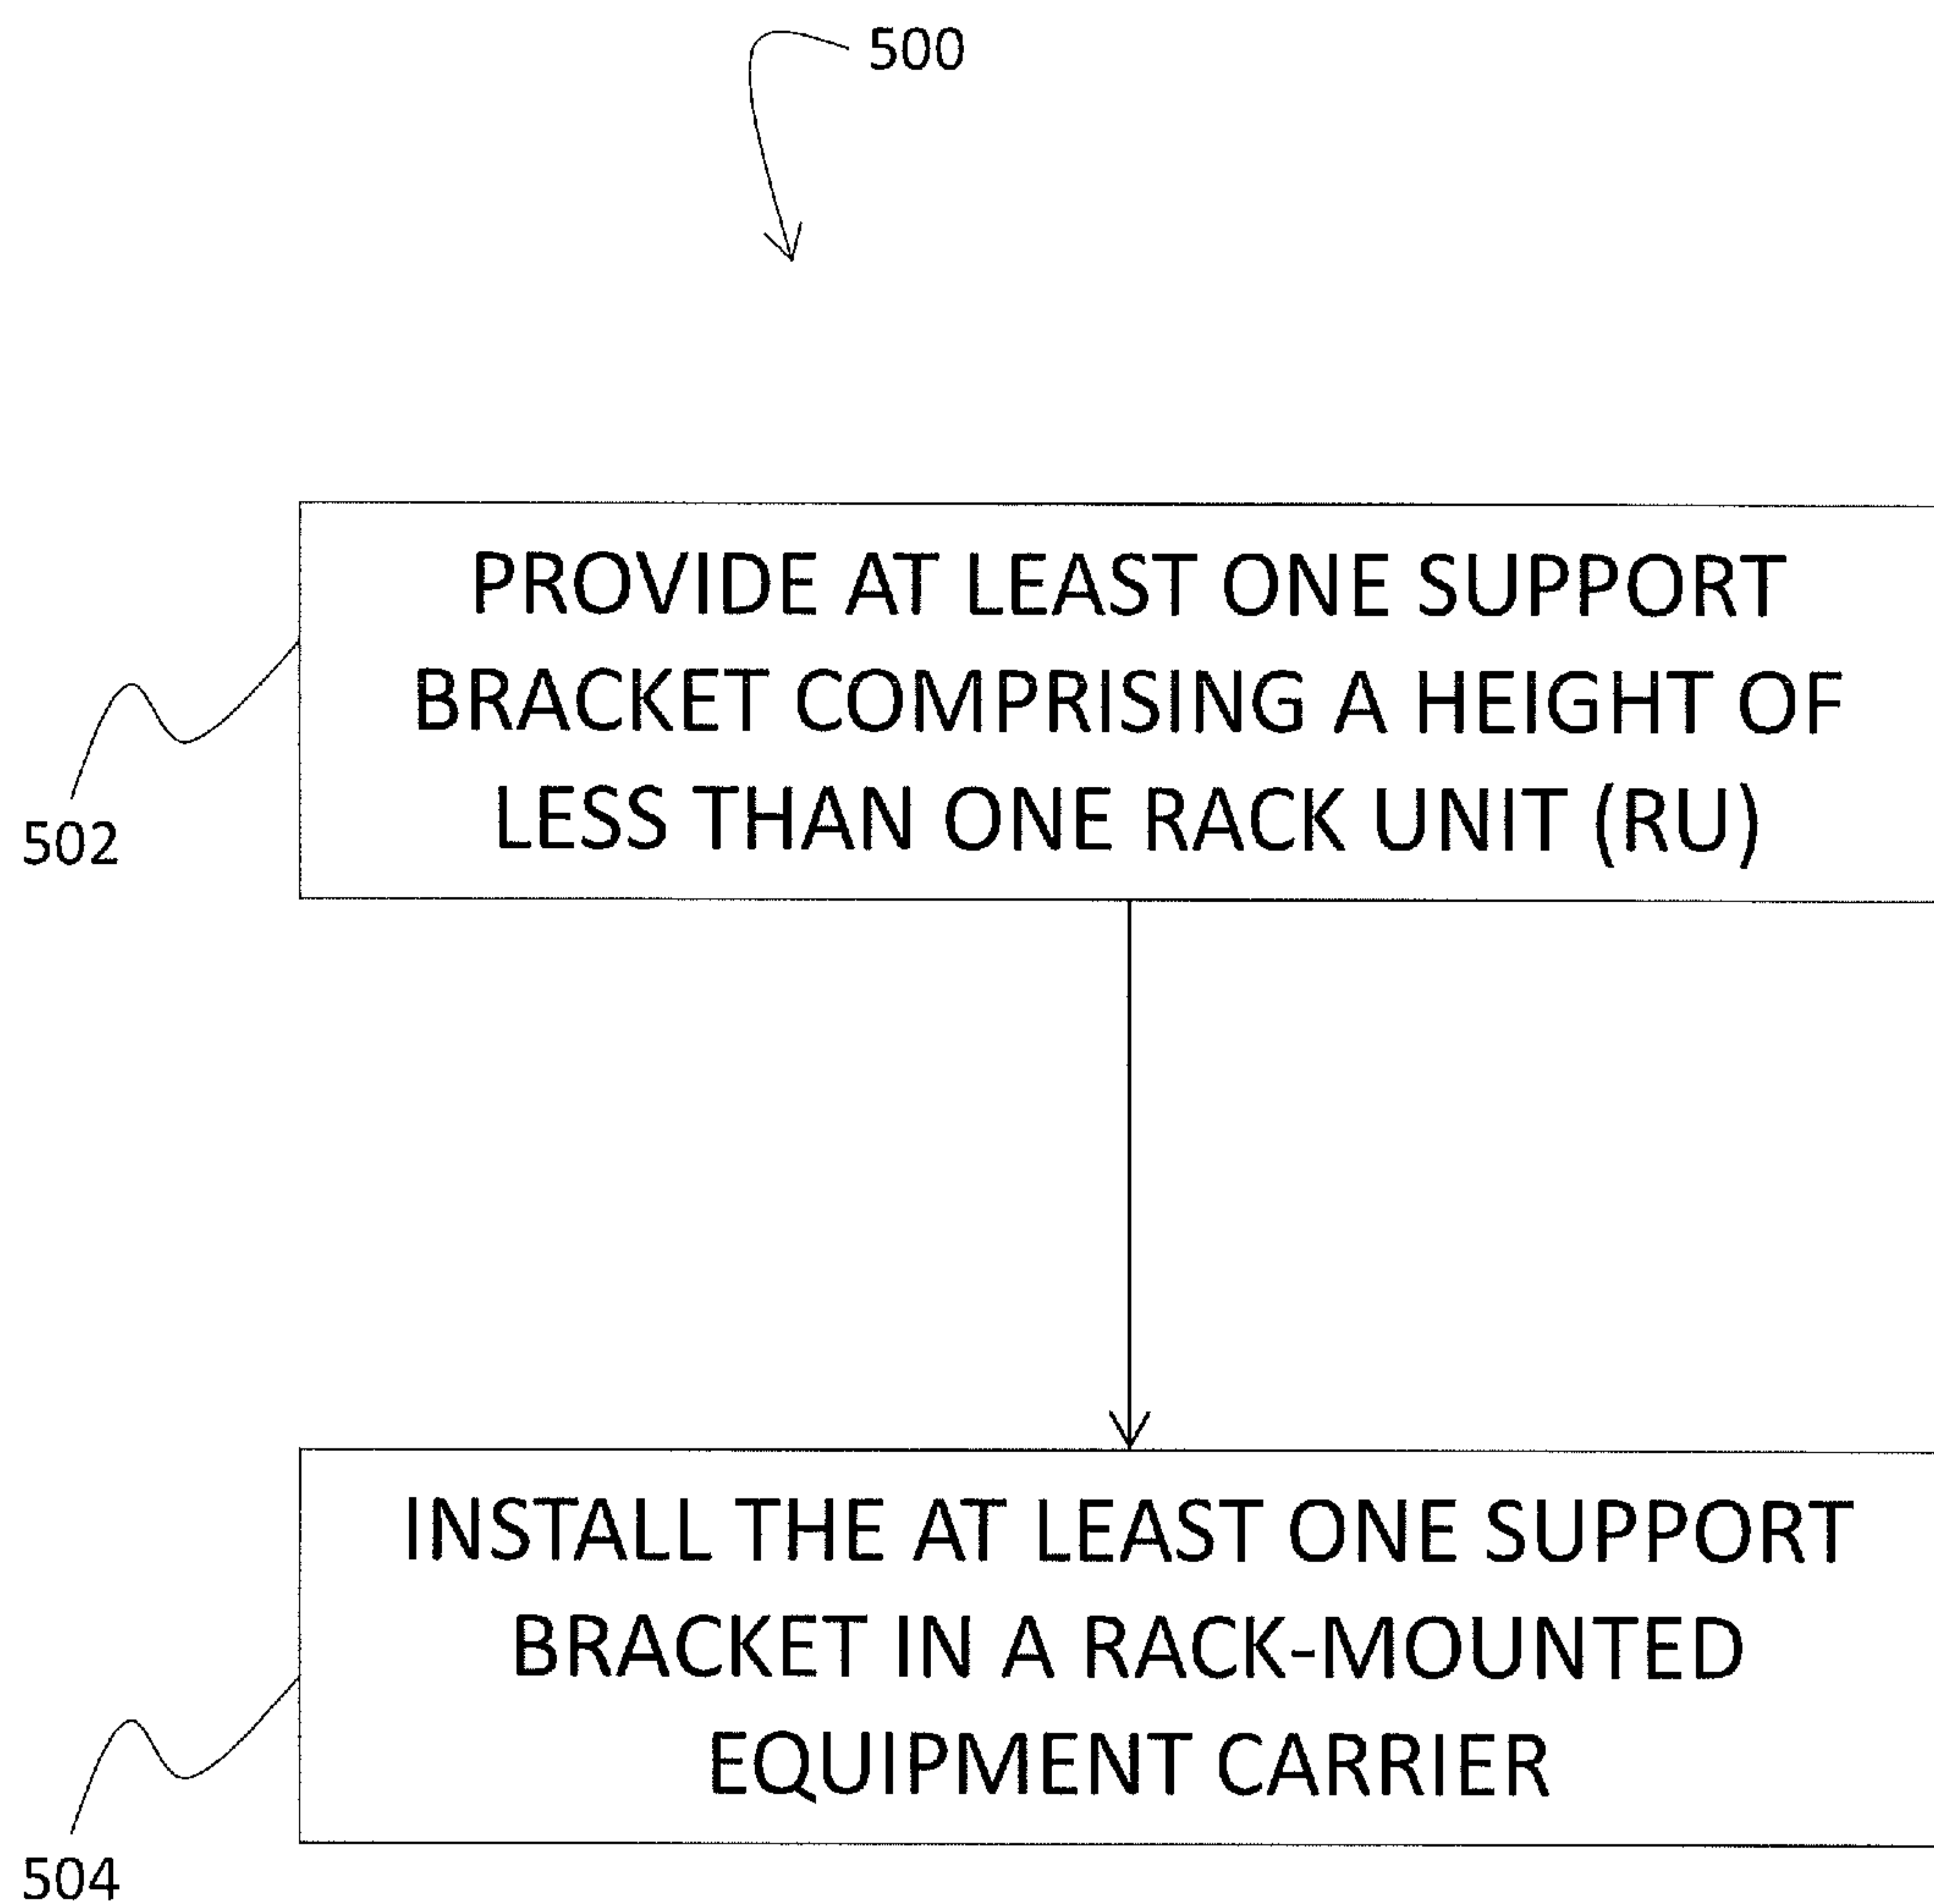 500
PROVIDE AT LEAST ONE SUPPORT
BRACKET COMPRISING A HEIGHT OF
LESS THAN ONE RACK UNIT (RU)
502
INSTALL THE AT LEAST ONE SUPPORT
BRACKET IN A RACK-MOUNTED
EQUIPMENT CARRIER
504